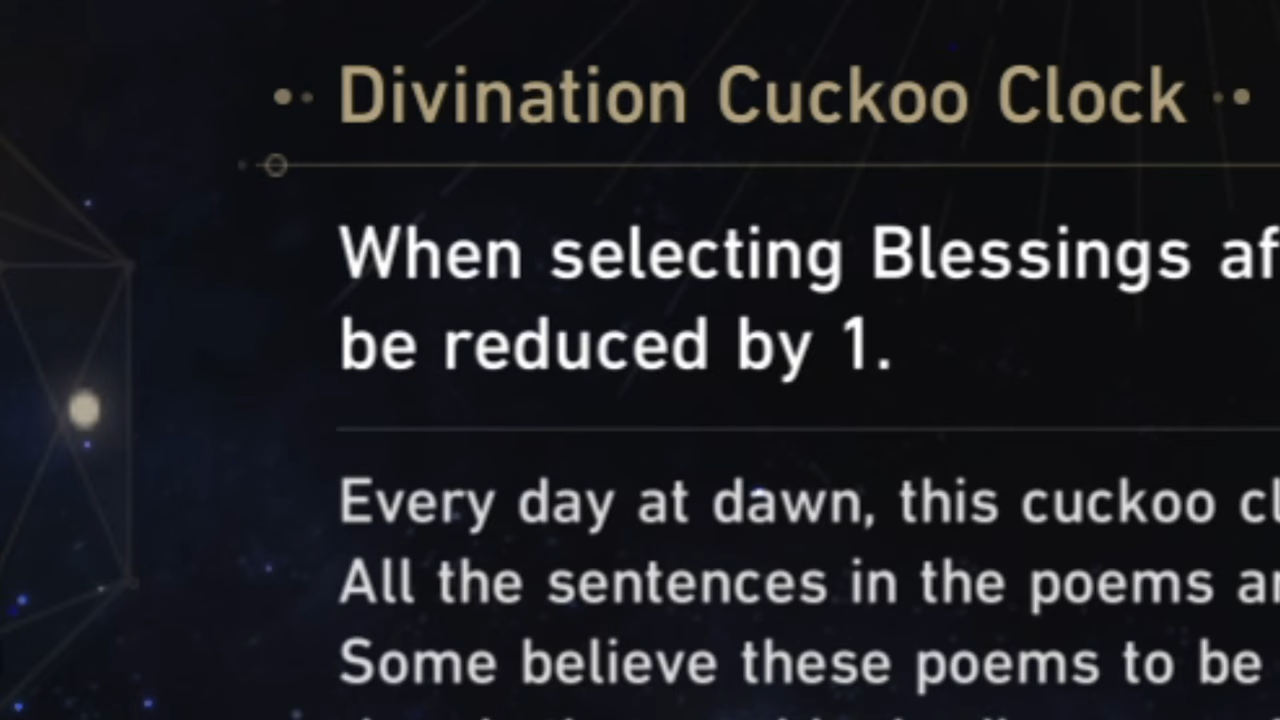 Divination Cuckoo Clock
When selecting Blessings af
be reduced by 1.
Every day at dawn, this cuckoo cl
All the sentences in the poems a
Some believe these poems to be